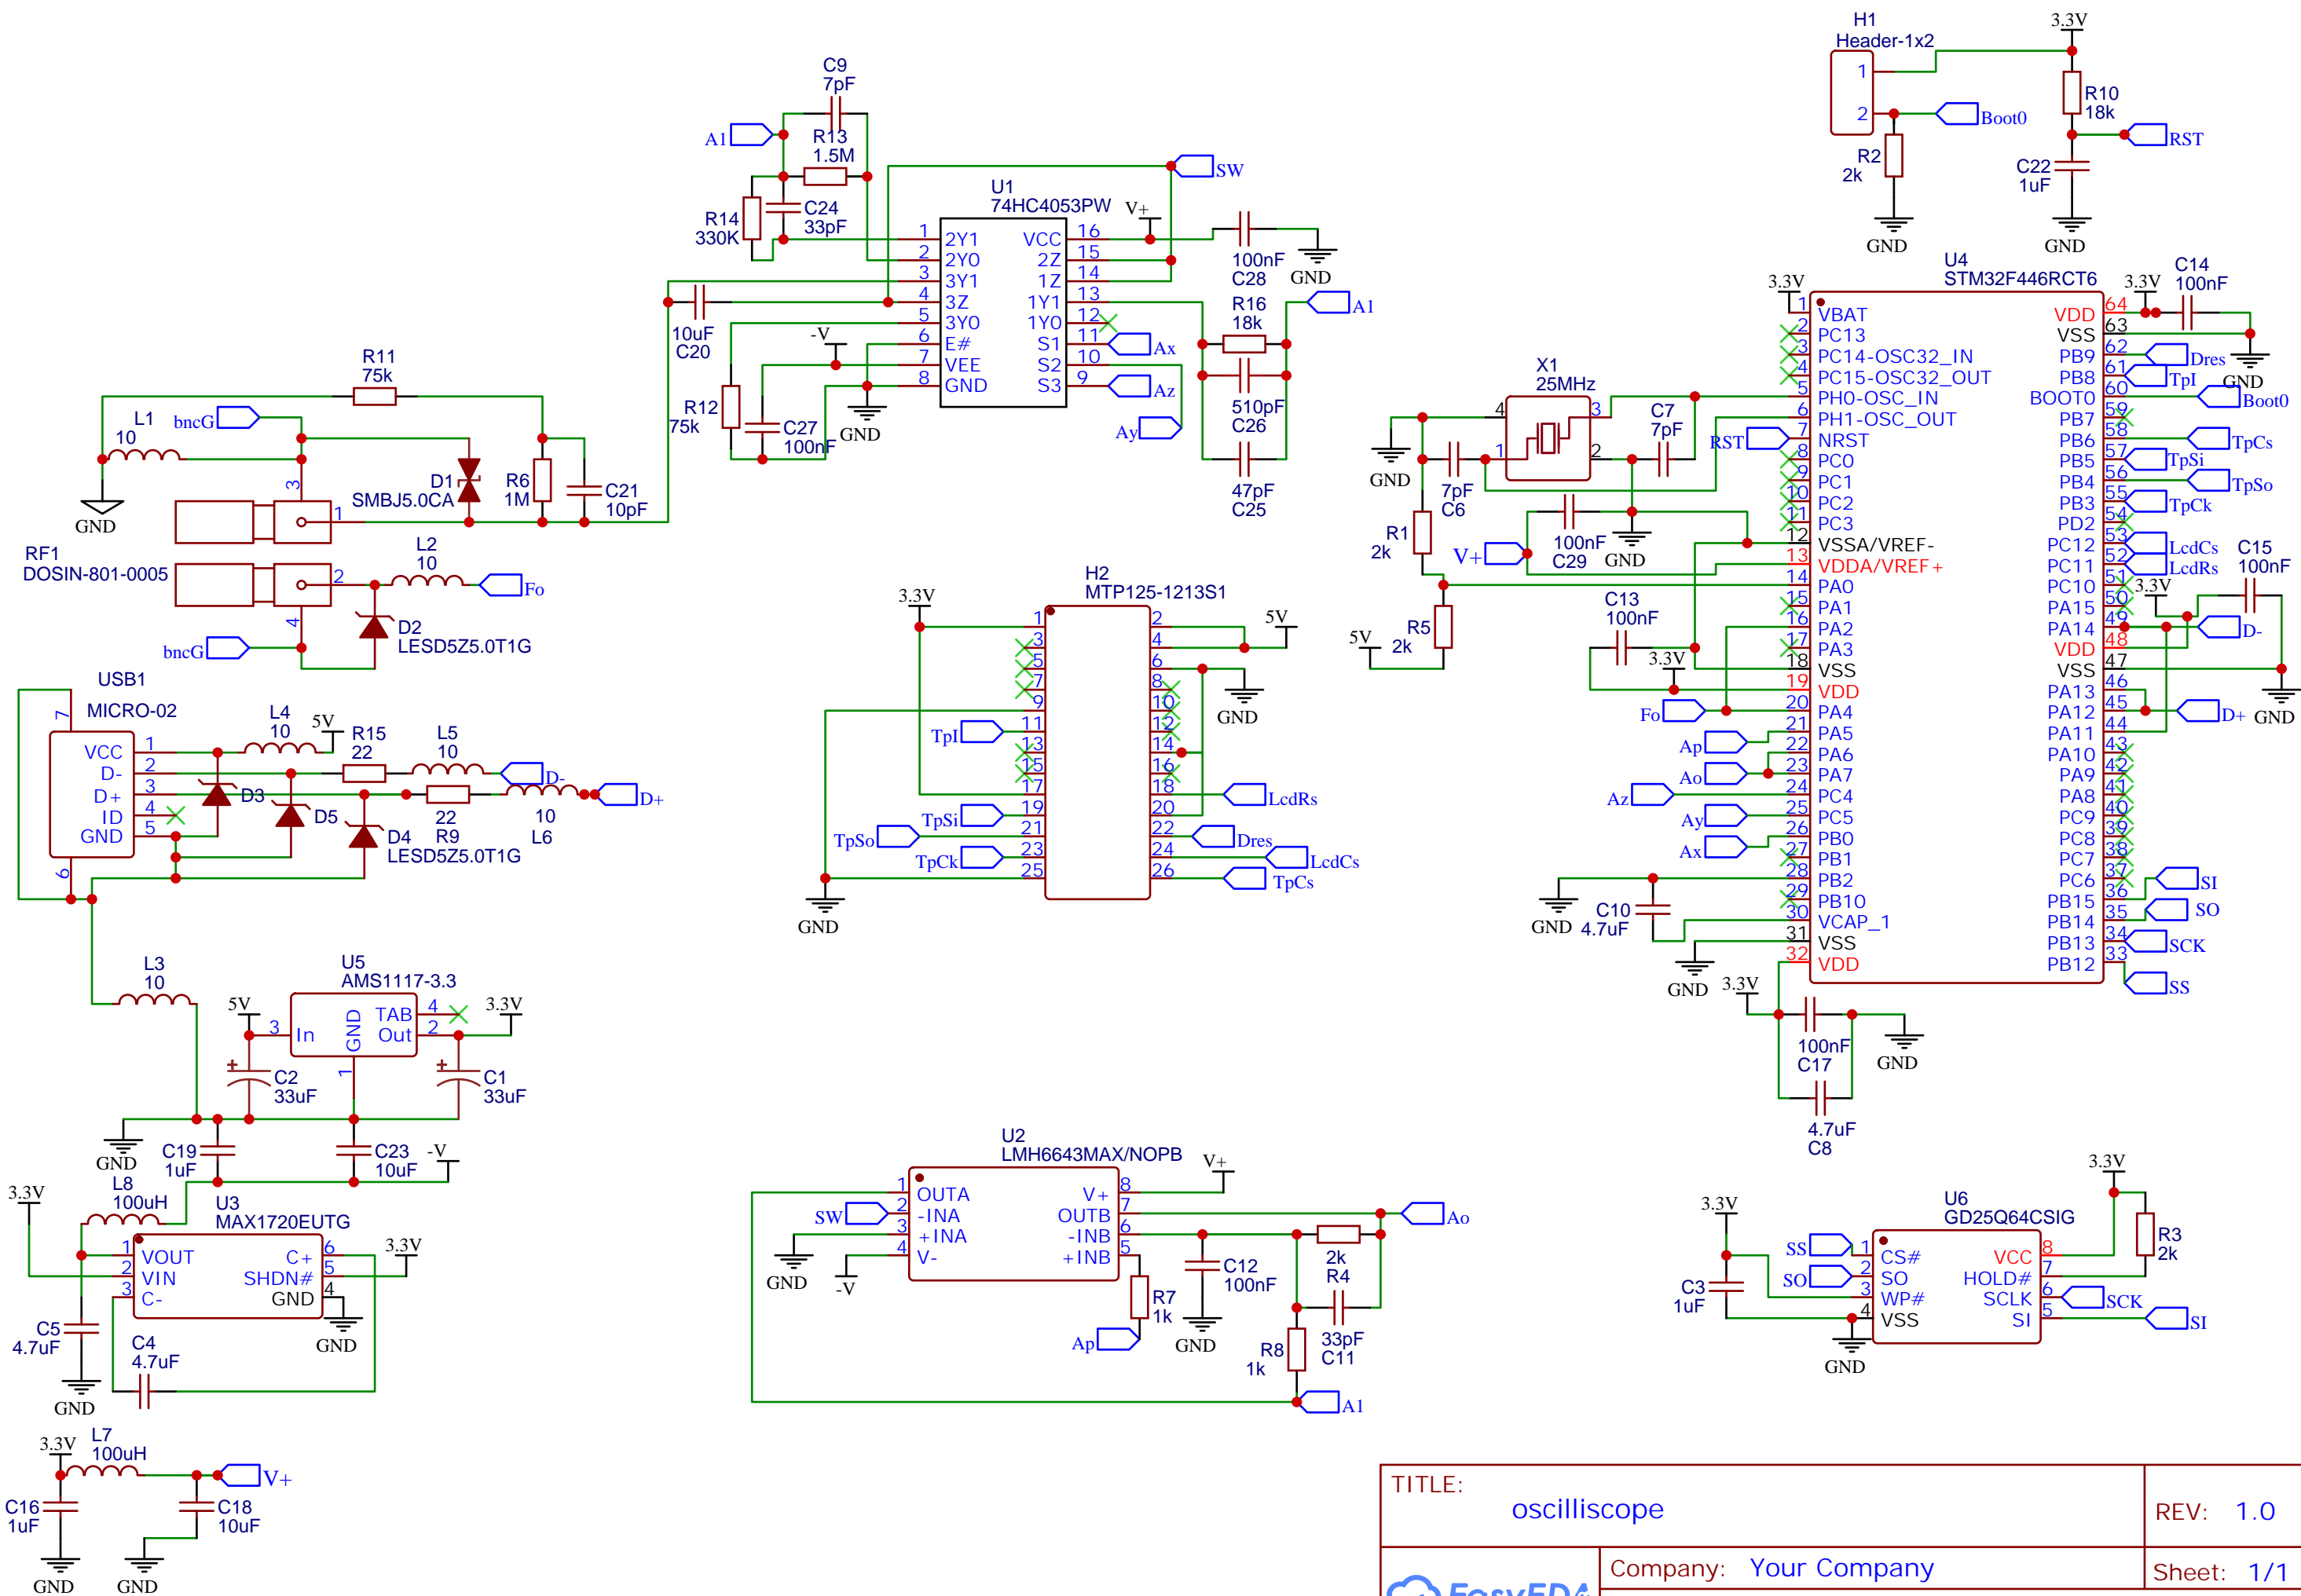 H1
Header-1x2
1
2
Boot0
R2
2k
GND
3.3V
R10
18k
RST
C22
1uF
GND
C9
7pF
A1
R13
1.5M
R14
330K
C24
33pF
SW
U1
74HC4053PW
V+
1 2Y1 VCC 16
2 2Y0 2Z 15
3 3Y1 1Z 14
4 3Z 1Y1 13
5 3Y0 1Y0 12
6 E# S1 11
7 VEE S2 10
8 GND S3 9
100nF
C28
GND
R16
18k
A1
510pF
C26
47pF
C25
Ax
Az
Ay
10uF
C20
-V
R12
75k
C27
100nF
GND
R11
75k
bncG
L1
10
GND
3
1
D1
SMBJ5.0CA
R6
1M
C21
10pF
RF1
DOSIN-801-0005
2
4
L2
10
Fo
D2
LESD5Z5.0T1G
bncG
USB1
MICRO-02
7
VCC 1
D- 2
D+ 3
ID 4
GND 5
6
L4
10
5V
R15
22
L5
10
D-
D3
D5
D4
LESD5Z5.0T1G
22
R9
10
L6
D+
L3
10
U5
AMS1117-3.3
5V
3 In
GND
1
TAB 4
Out 2
3.3V
C2
33uF
C1
33uF
GND
C19
1uF
C23
10uF
-V
3.3V
L8
100uH
U3
MAX1720EUTG
1 VOUT C+ 6
2 VIN SHDN# 5
3 C- GND 4
3.3V
GND
C5
4.7uF
GND
C4
4.7uF
3.3V
L7
100uH
V+
C16
1uF
C18
10uF
GND
GND
H2
MTP125-1213S1
3.3V
5V
1 2
3 4
5 6
7 8
9 10
11 12
13 14
15 16
17 18
19 20
21 22
23 24
25 26
GND
TpI
TpSi
TpSo
TpCk
GND
LcdRs
Dres
LcdCs
TpCs
U2
LMH6643MAX/NOPB
1 OUTA V+ 8
2 -INA OUTB 7
3 +INA -INB 6
4 V- +INB 5
SW
GND
-V
V+
Ao
R7
1k
Ap
C12
100nF
GND
2k
R4
33pF
C11
R8
1k
A1
X1
25MHz
4
3
1
2
GND
C7
7pF
7pF
C6
RST
R1
2k
V+
100nF
C29
GND
C13
100nF
R5
2k
5V
3.3V
Fo
Ap
Ao
Az
Ay
Ax
GND
C10
4.7uF
GND
3.3V
100nF
C17
GND
4.7uF
C8
U4
STM32F446RCT6
3.3V
3.3V
C14
100nF
GND
1 VBAT VDD 64
2 PC13 VSS 63
3 PC14-OSC32_IN PB9 62
4 PC15-OSC32_OUT PB8 61
5 PH0-OSC_IN BOOT0 60
6 PH1-OSC_OUT PB7 59
7 NRST PB6 58
8 PC0 PB5 57
9 PC1 PB4 56
10 PC2 PB3 55
11 PC3 PD2 54
12 VSSA/VREF- PC12 53
13 VDDA/VREF+ PC11 52
14 PA0 PC10 51
15 PA1 PA15 50
16 PA2 PA14 49
17 PA3 VDD 48
18 VSS VSS 47
19 VDD PA13 46
20 PA4 PA12 45
21 PA5 PA11 44
22 PA6 PA10 43
23 PA7 PA9 42
24 PC4 PA8 41
25 PC5 PC9 40
26 PB0 PC8 39
27 PB1 PC7 38
28 PB2 PC6 37
29 PB10 PB15 36
30 VCAP_1 PB14 35
31 VSS PB13 34
32 VDD PB12 33
Dres
TpI
Boot0
TpCs
TpSi
TpSo
TpCk
LcdCs
LcdRs
C15
100nF
3.3V
D-
D+
GND
SI
SO
SCK
SS
U6
GD25Q64CSIG
3.3V
3.3V
R3
2k
SS
SO
1 CS# VCC 8
2 SO HOLD# 7
3 WP# SCLK 6
4 VSS SI 5
C3
1uF
GND
SCK
SI
TITLE:
oscilliscope
REV: 1.0
Company: Your Company
Sheet: 1/1
EasyEDA